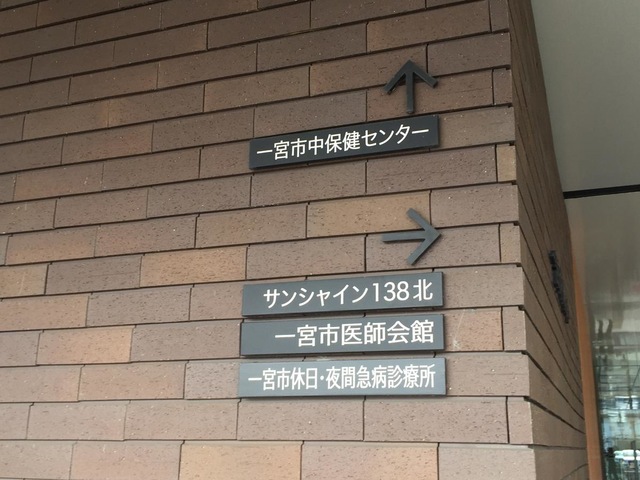 一宮市中保健センター
サンシャイン138北
一宮市医師会館
一宮市休日・夜間急病診療所